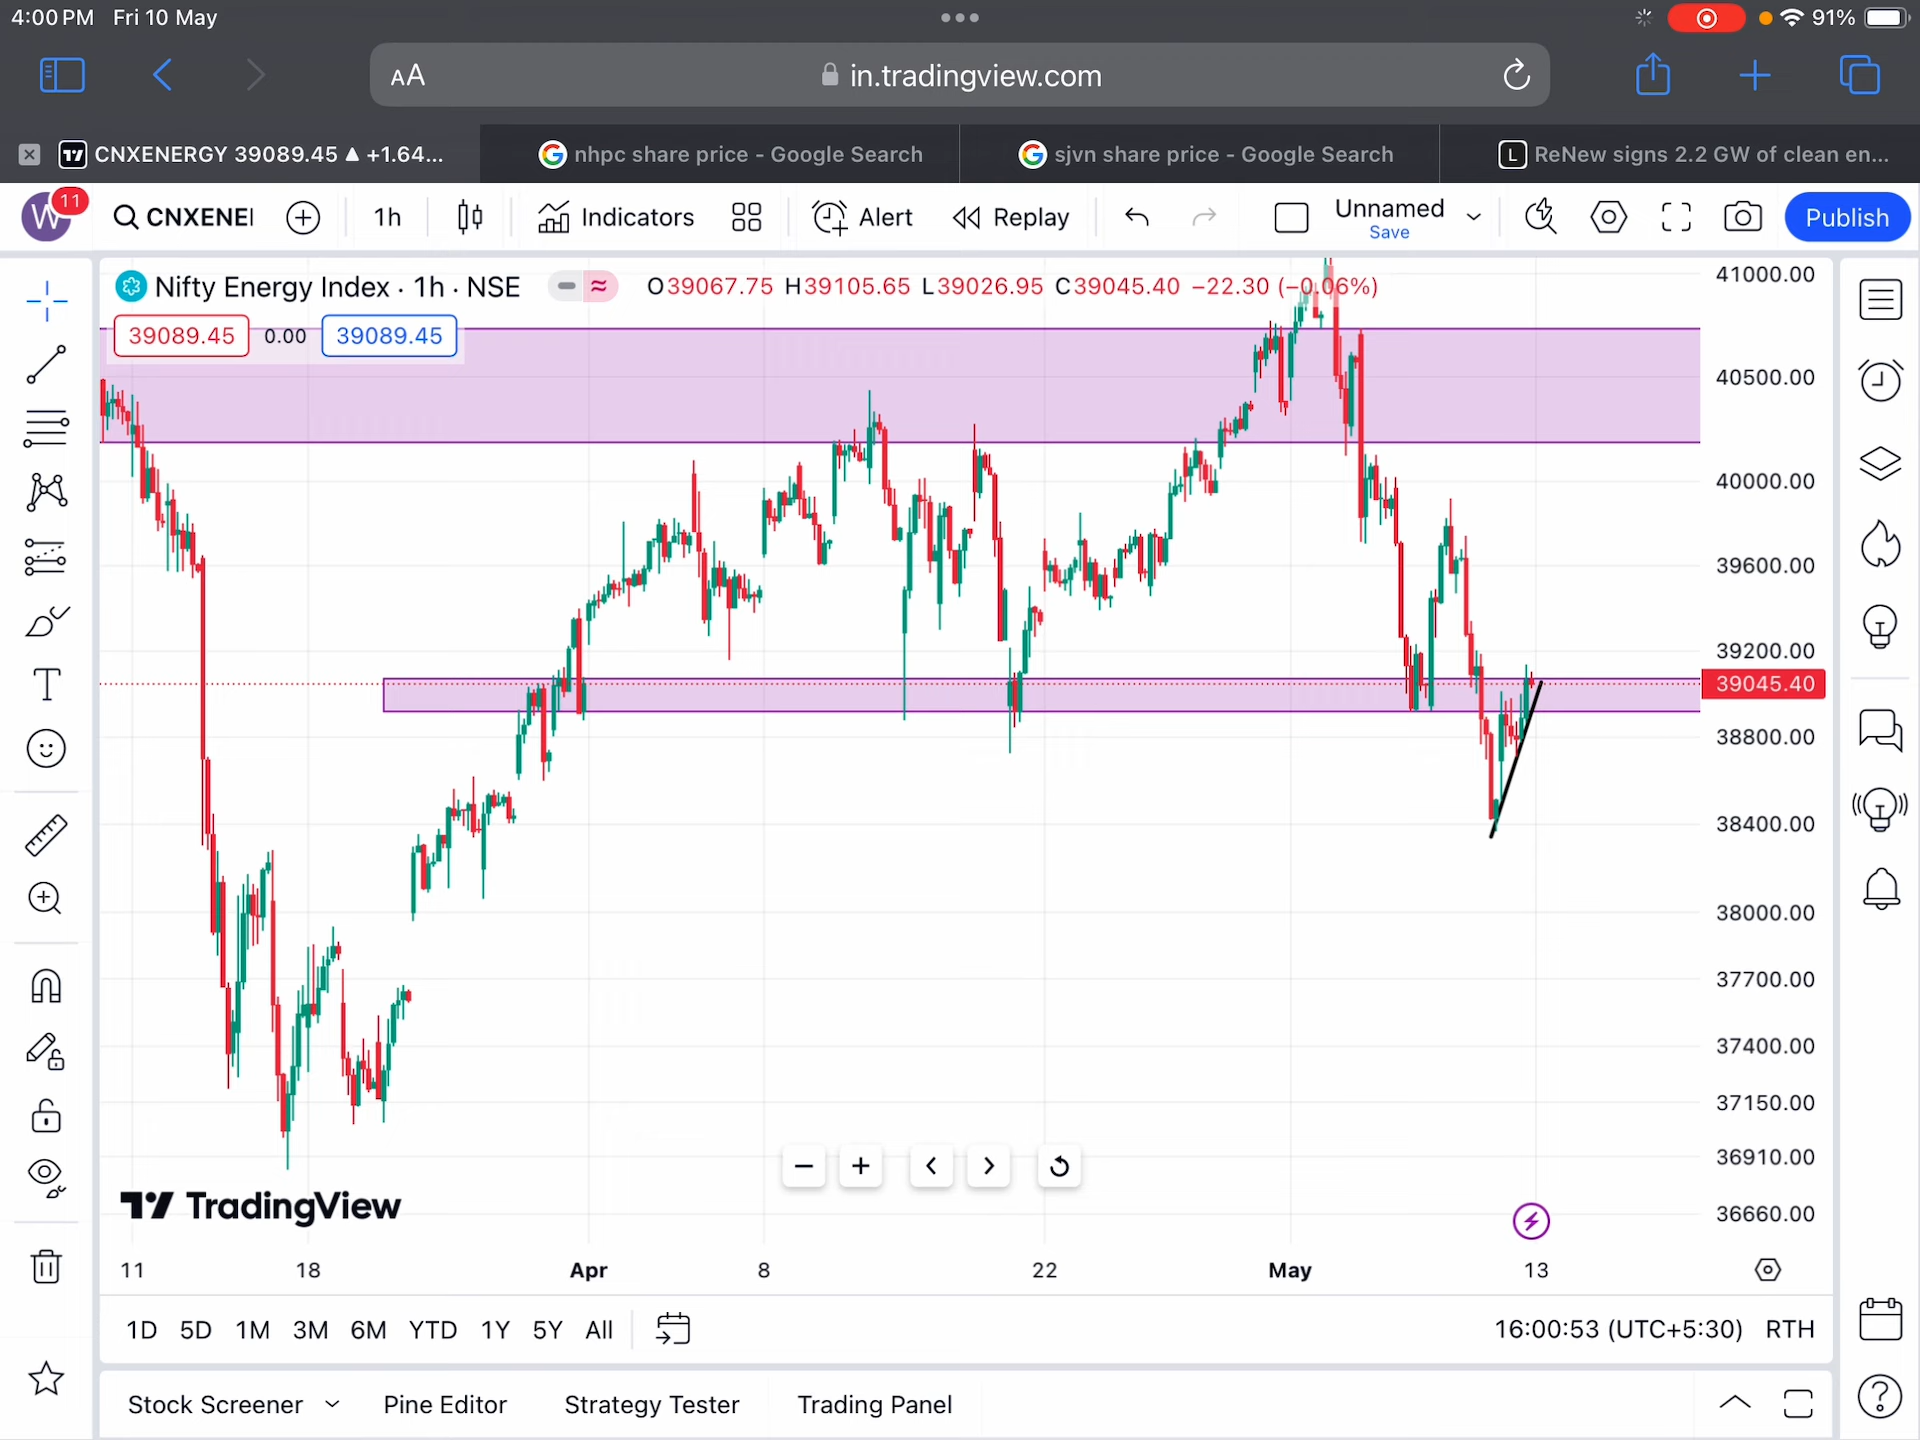 4:00 PM Fri 10 May
91%
AA
in.tradingview.com
CNXENERGY 39089.45 ▲ +1.64...
nhpc share price - Google Search
sjvn share price - Google Search
L ReNew signs 2.2 GW of clean en...
W 11
CNXENE
1h
Indicators
Alert
Replay
Unnamed
Save
Publish
Nifty Energy Index · 1h · NSE
O39067.75 H39105.65 L39026.95 C39045.40 −22.30 (−0.06%)
39089.45 0.00 39089.45
41000.00
40500.00
40000.00
39600.00
39200.00
39045.40
38800.00
38400.00
38000.00
37700.00
37400.00
37150.00
36910.00
36660.00
TradingView
11 18 Apr 8 22 May 13
1D 5D 1M 3M 6M YTD 1Y 5Y All
16:00:53 (UTC+5:30) RTH
Stock Screener Pine Editor Strategy Tester Trading Panel